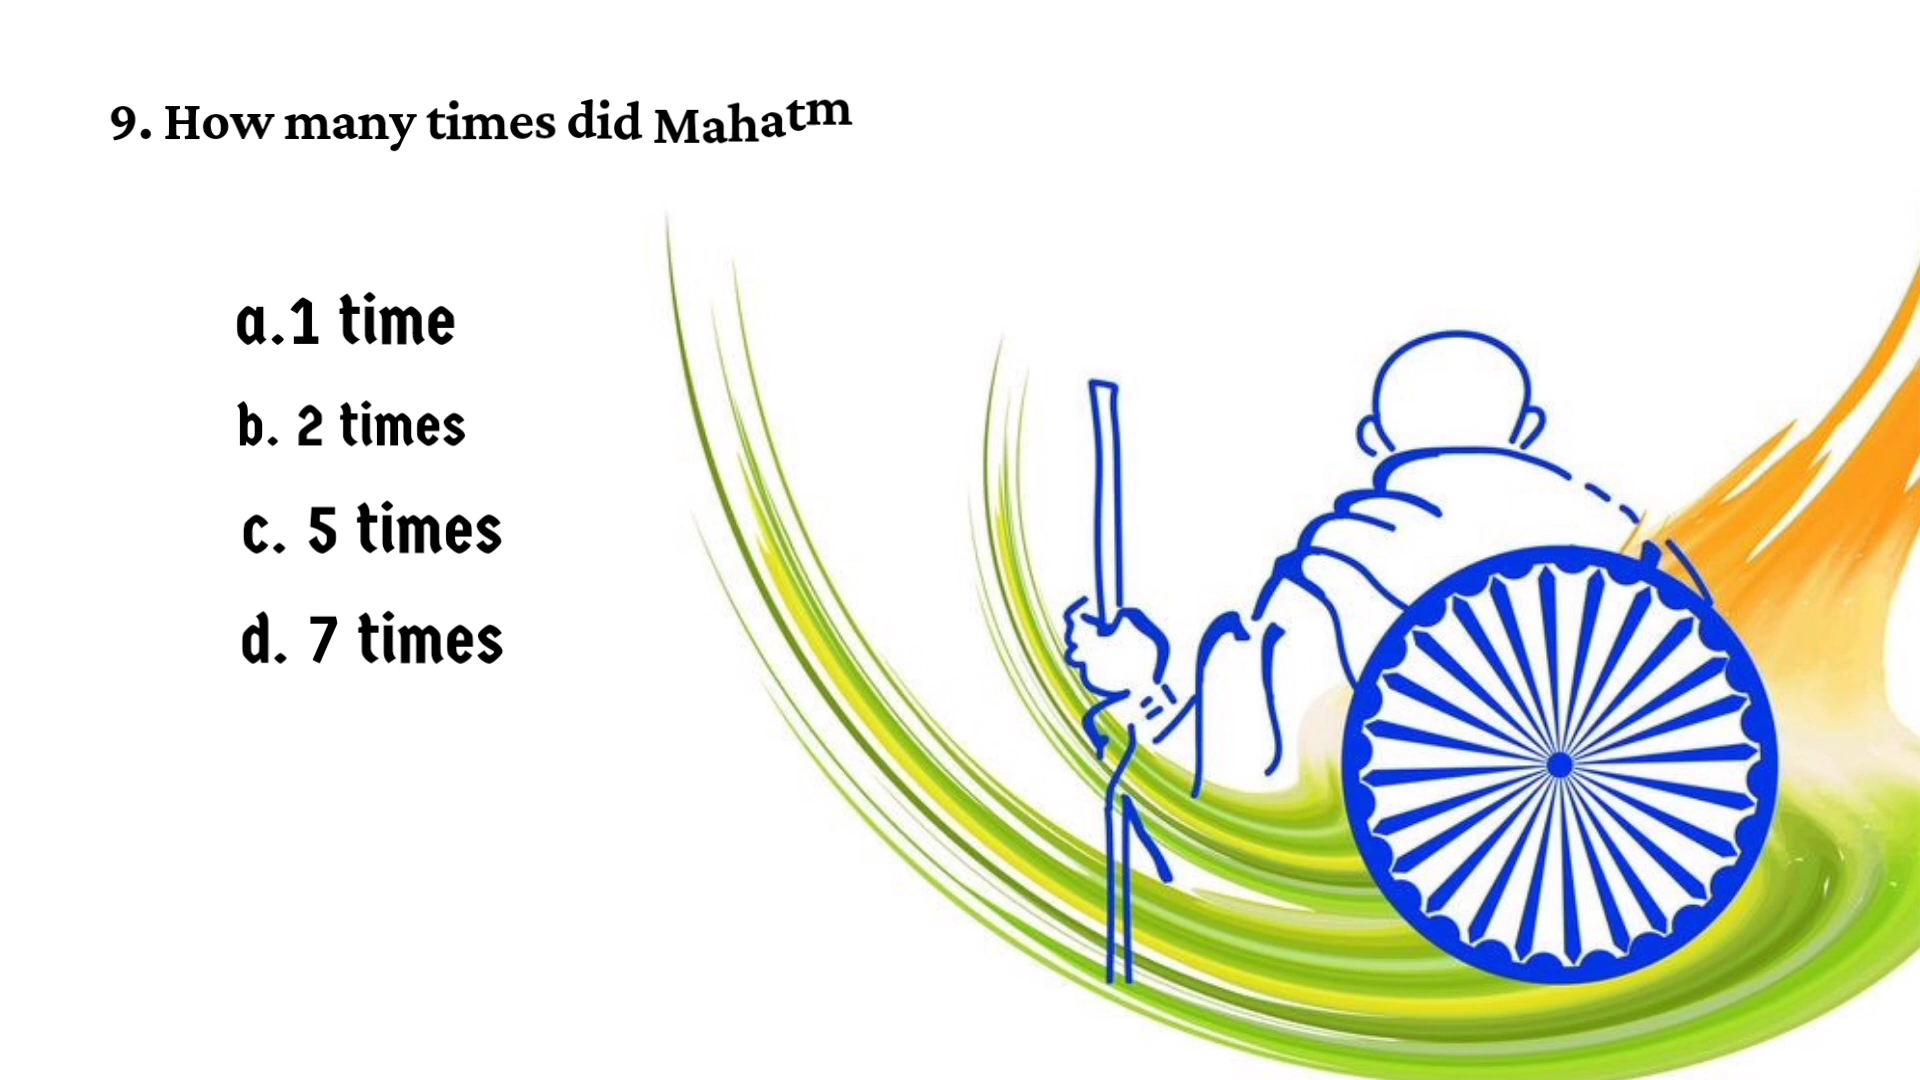 9. How many times did Mahatm
a.1 time
b. 2 times
c. 5 times
d. 7 times